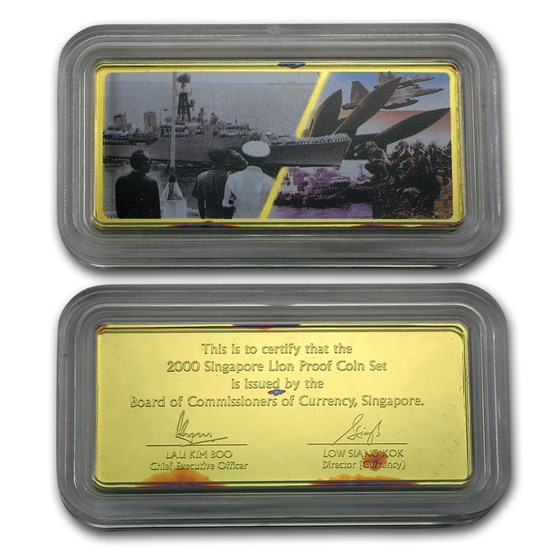 This is to certify that the
2000 Singapore Lion Proof Coin Set
is issued by the
Board of Commissioners of Currency, Singapore.
LAU KIM BOO
Chief Executive Officer
LOW SIANG KOK
Director (Currency)